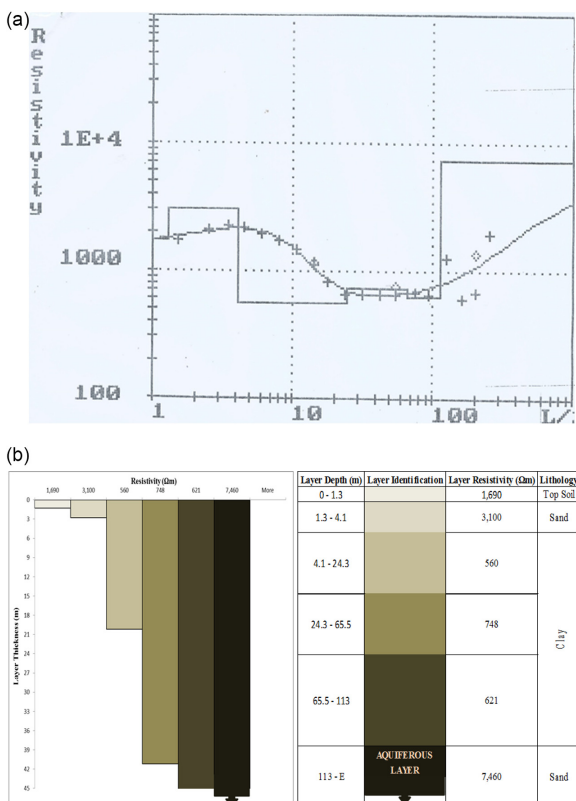 (a)
Resistivity
1E+4
1000
100
1
10
100
L/
(b)
Resistivity (Ωm)
1,690
3,100
560
748
621
7,460
More
Layer Thickness (m)
0
3
6
9
12
15
18
21
24
27
30
33
36
39
42
45
Layer Depth (m) Layer Identification Layer Resistivity (Ωm) Lithology
0 - 1.3 1,690 Top Soil
1.3 - 4.1 3,100 Sand
4.1 - 24.3 560
24.3 - 65.5 748
Clay
65.5 - 113 621
113 - E AQUIFEROUS LAYER 7,460 Sand